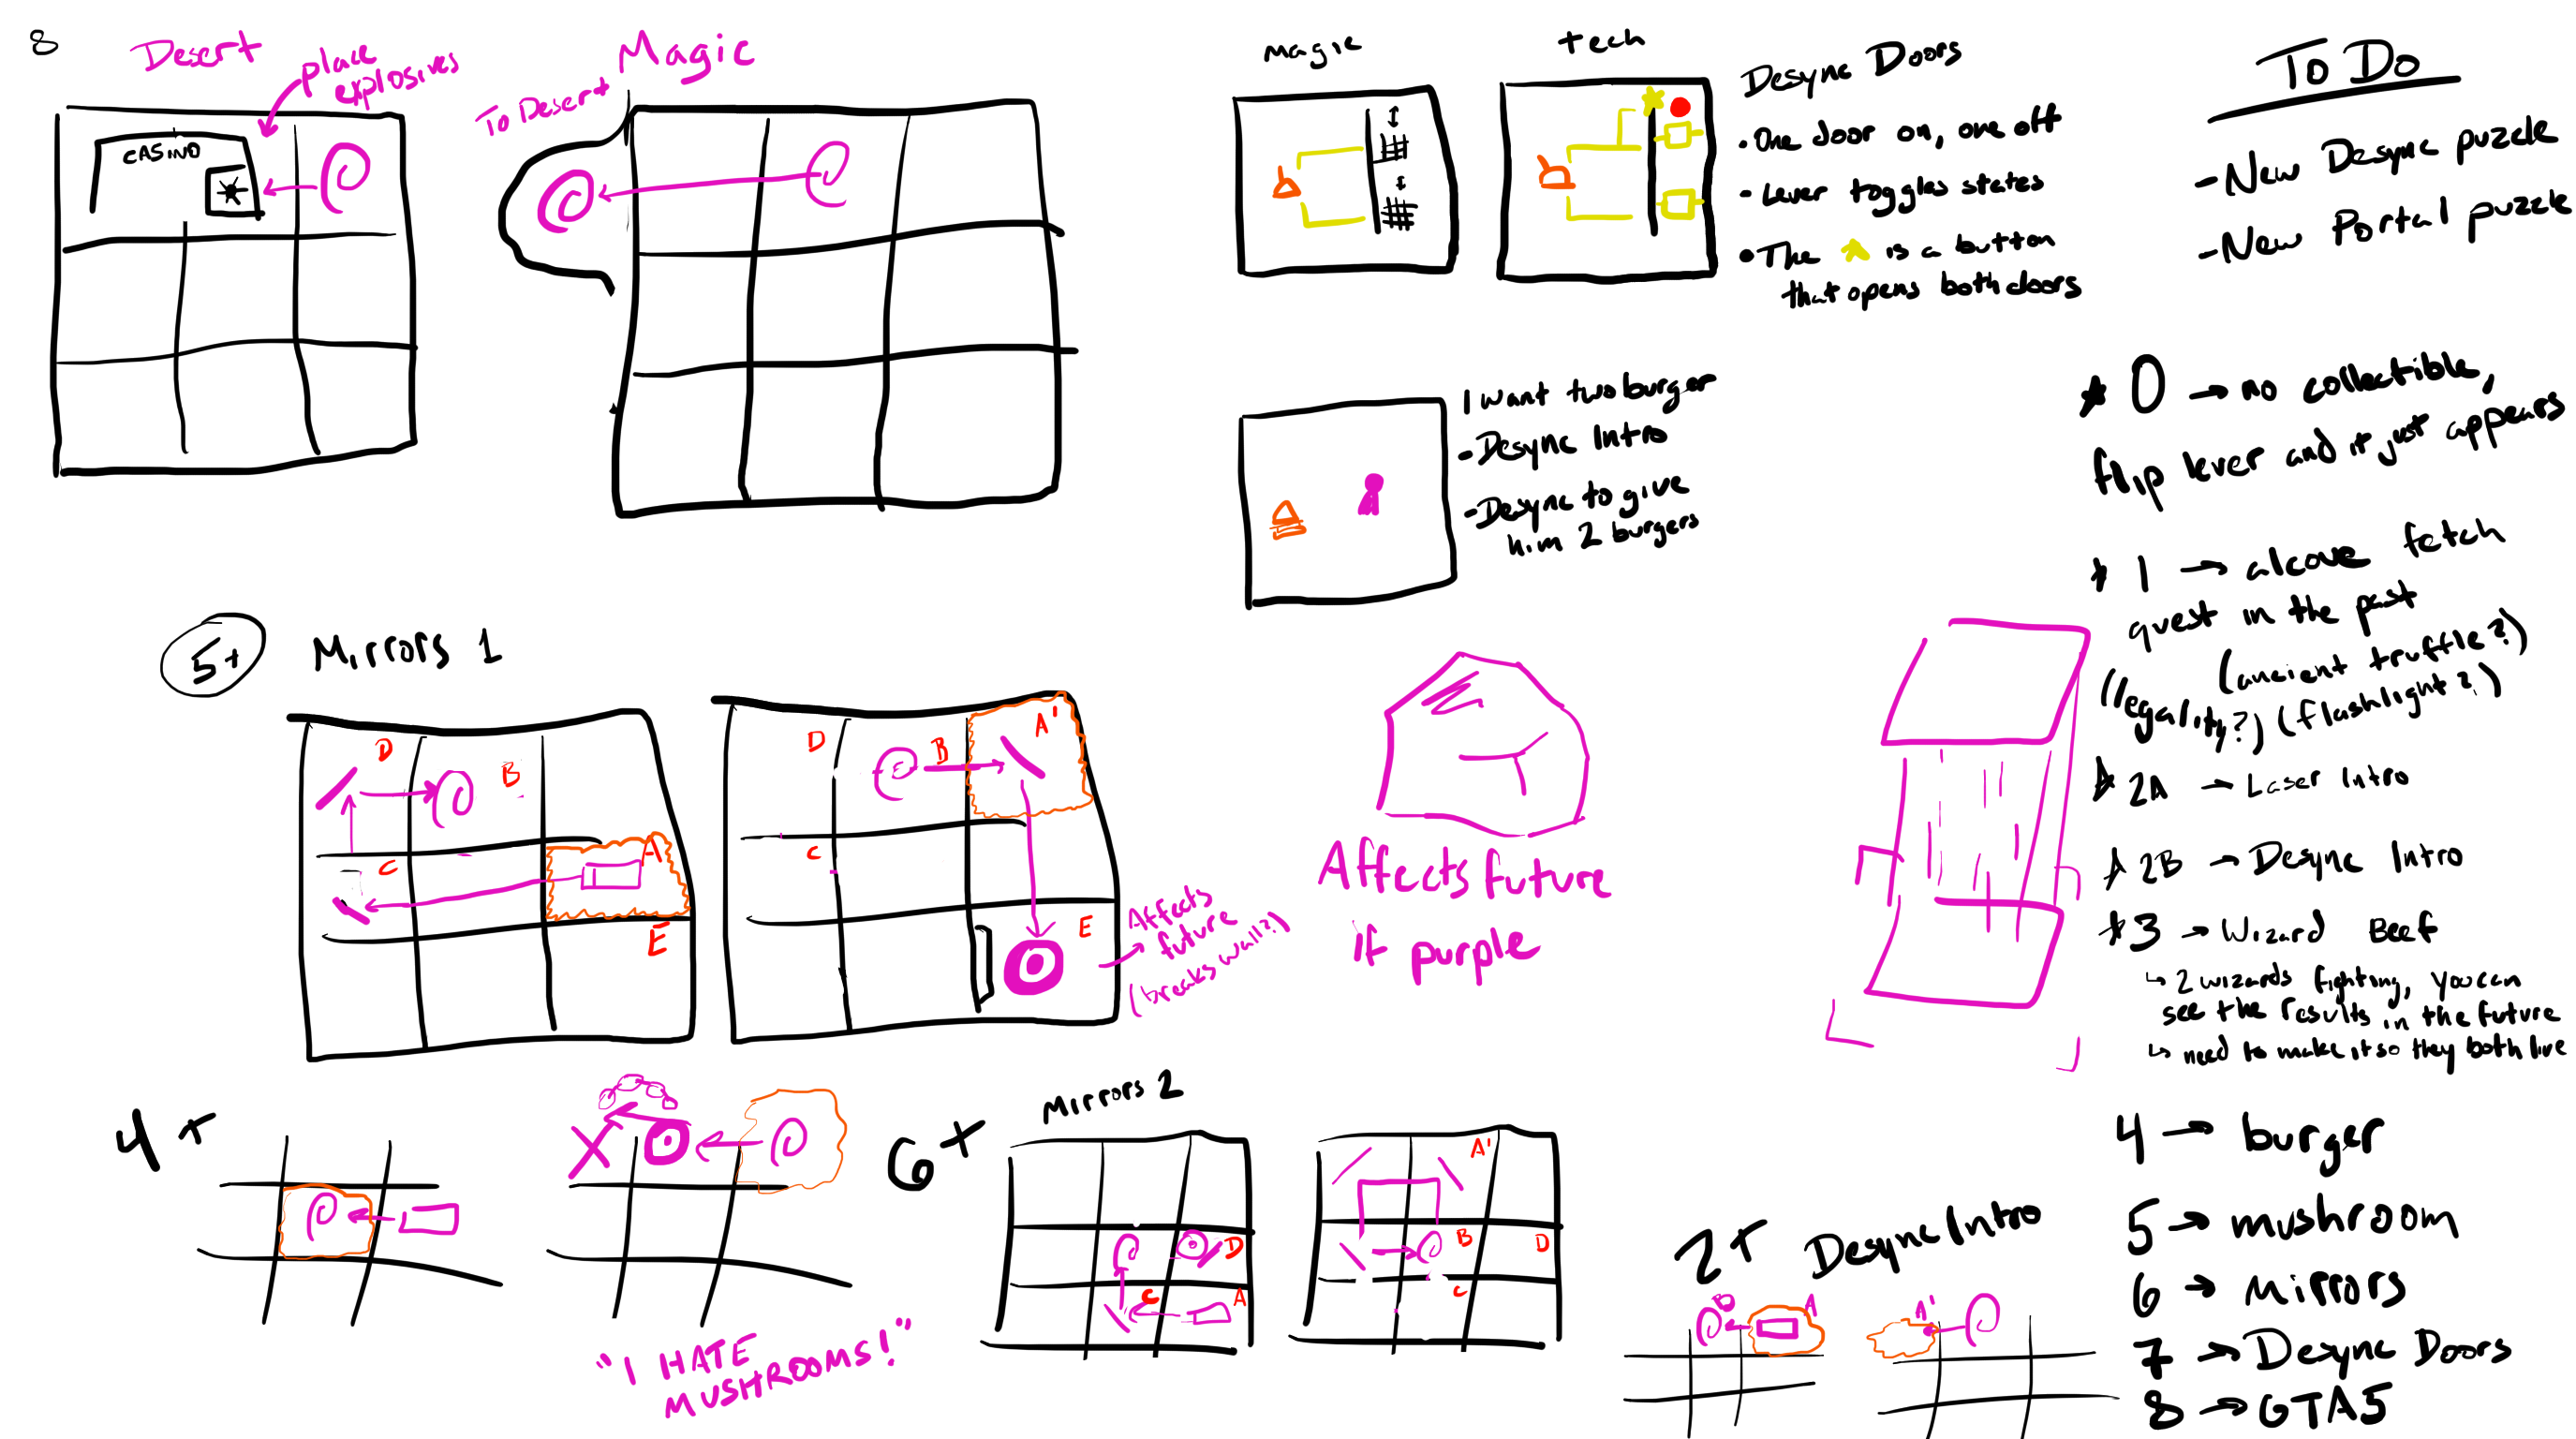 8
Desert
place
explosives
CASINO
To Desert
Magic
magic
tech
Desync Doors
• One door on, one off
• Lever toggles states
• The ★ is a button
that opens both doors
To Do
- New Desync puzzle
- New Portal puzzle
I want two burger
- Desync Intro
- Desync to give
him 2 burgers
★ 0 → no collectible,
flip lever and it just appears
★ 1 → alcove fetch
quest in the past
(ancient truffle?)
(legality?) (flashlight?)
★ 2A → Laser Intro
★ 2B → Desync Intro
★ 3 → Wizard Beef
↳ 2 wizards fighting, you can
see the results in the future
↳ need to make it so they both live
4 → burger
5 → mushroom
6 → Mirrors
7 → Desync Doors
8 → GTA5
5+
Mirrors 1
D
B
C
A
E
D
B
A'
C
E
Affects
future
(breaks wall?)
Affects future
if purple
4+
"I HATE
MUSHROOMS!"
6+
Mirrors 2
D
C
A
A'
B
D
C
2+
Desync Intro
B
A
A'